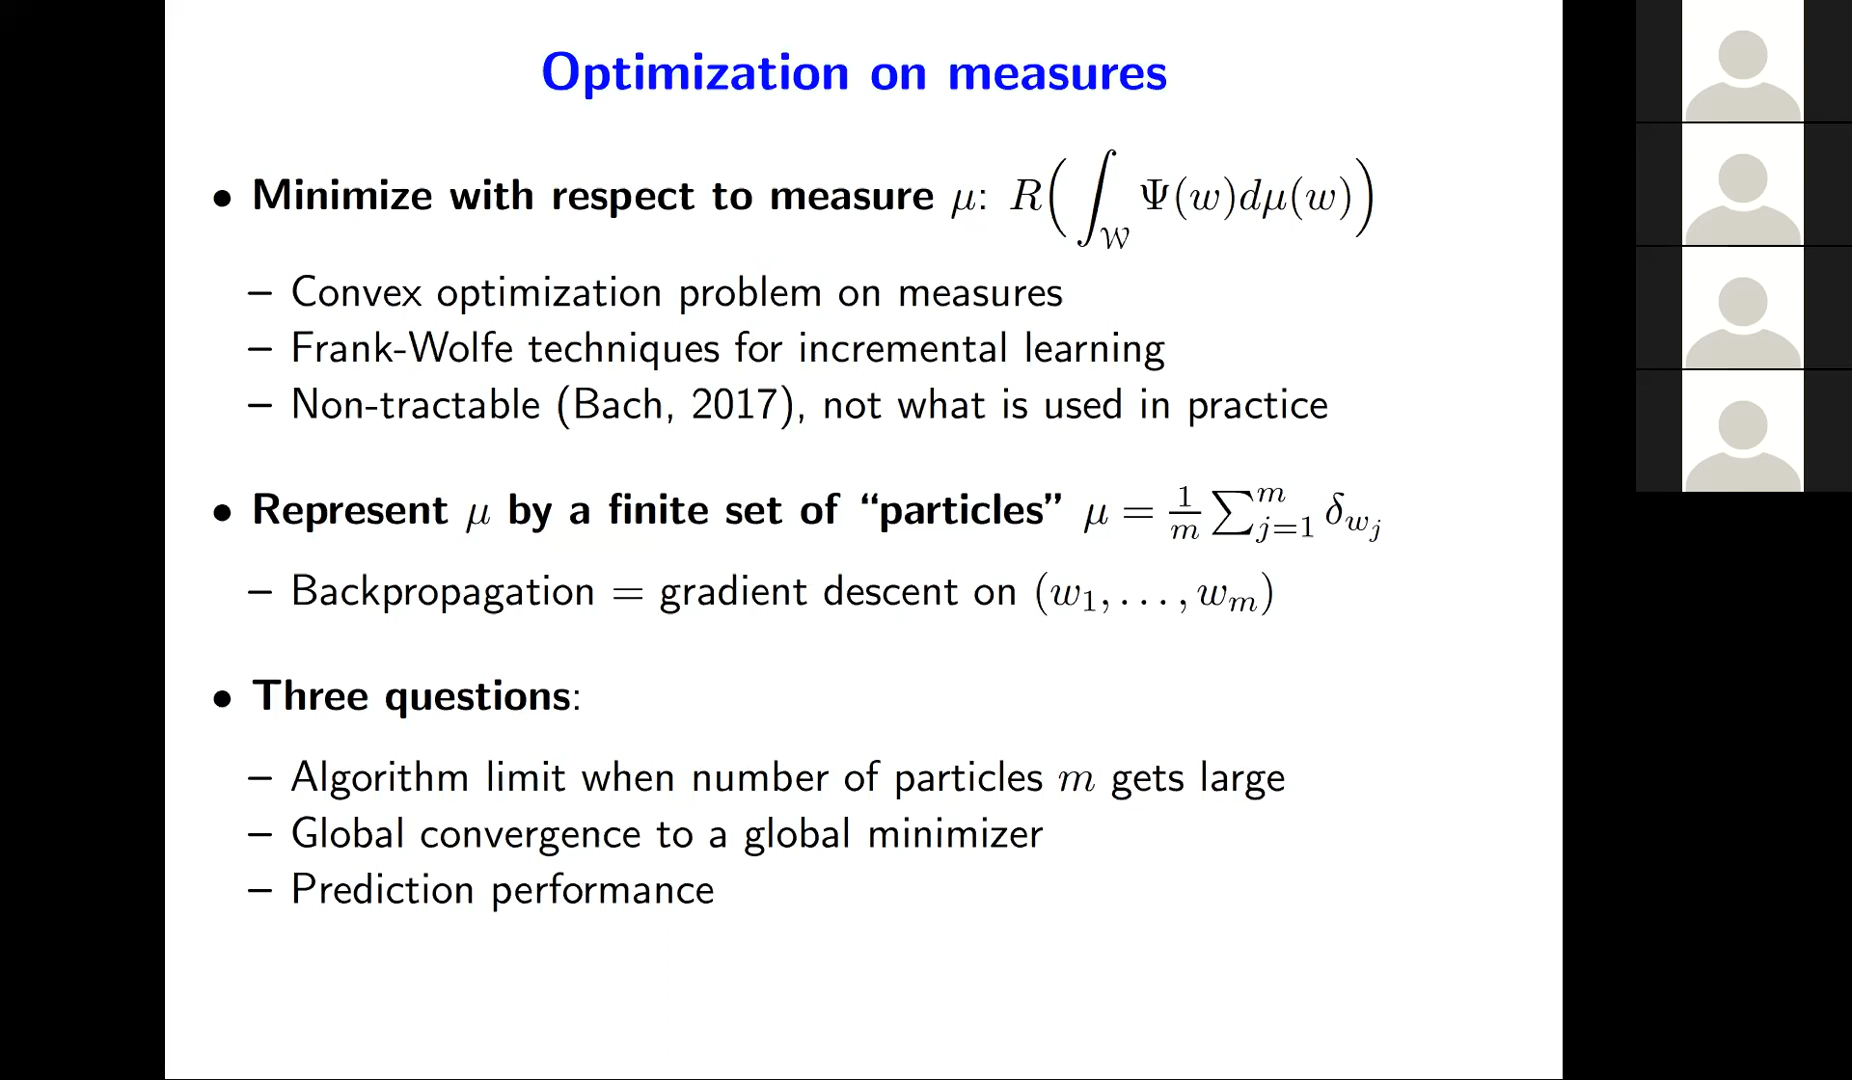 Optimization on measures
• Minimize with respect to measure μ: R(∫_𝒲 Ψ(w)dμ(w))
– Convex optimization problem on measures
– Frank-Wolfe techniques for incremental learning
– Non-tractable (Bach, 2017), not what is used in practice
• Represent μ by a finite set of “particles” μ = 1/m ∑_{j=1}^m δ_{w_j}
– Backpropagation = gradient descent on (w₁, . . . , w_m)
• Three questions:
– Algorithm limit when number of particles m gets large
– Global convergence to a global minimizer
– Prediction performance